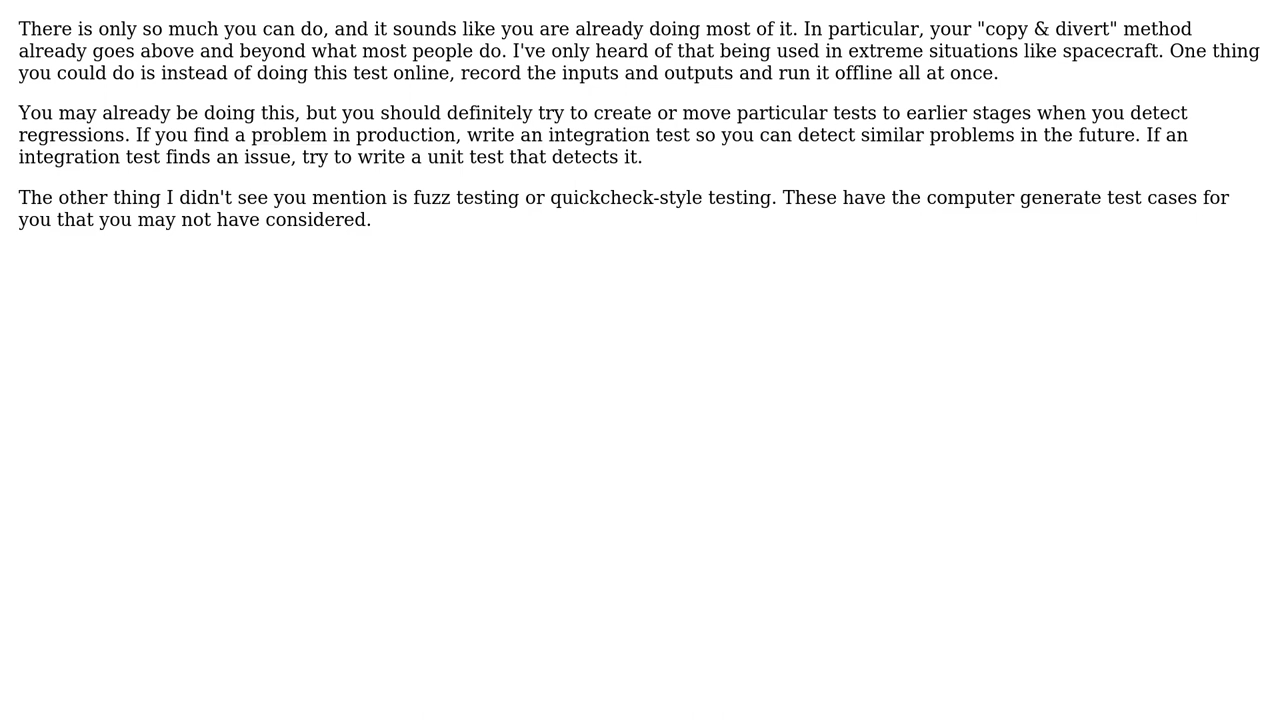 There is only so much you can do, and it sounds like you are already doing most of it. In particular, your "copy & divert" method
already goes above and beyond what most people do. I've only heard of that being used in extreme situations like spacecraft. One thing
you could do is instead of doing this test online, record the inputs and outputs and run it offline all at once.
You may already be doing this, but you should definitely try to create or move particular tests to earlier stages when you detect
regressions. If you find a problem in production, write an integration test so you can detect similar problems in the future. If an
integration test finds an issue, try to write a unit test that detects it.
The other thing I didn't see you mention is fuzz testing or quickcheck-style testing. These have the computer generate test cases for
you that you may not have considered.